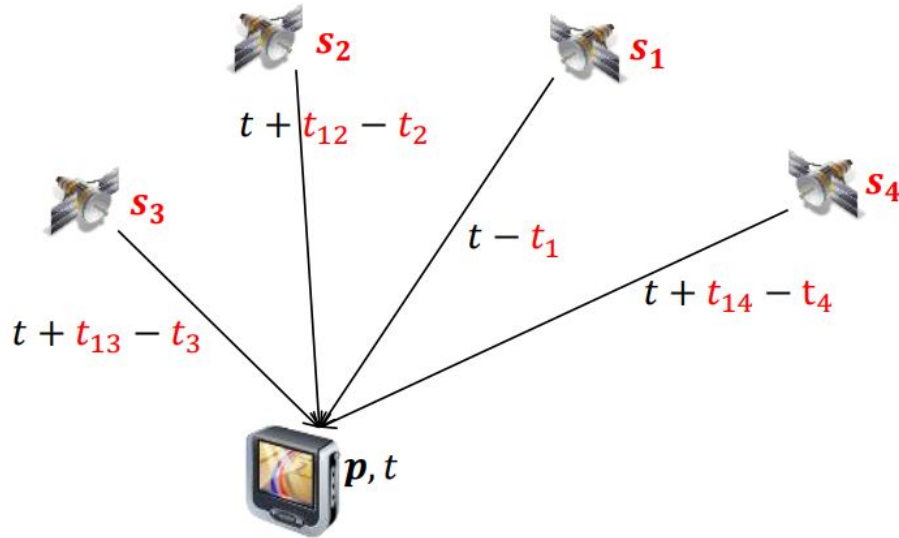 s₂
s₁
t + t₁₂ − t₂
s₃
s₄
t − t₁
t + t₁₄ − t₄
t + t₁₃ − t₃
p, t